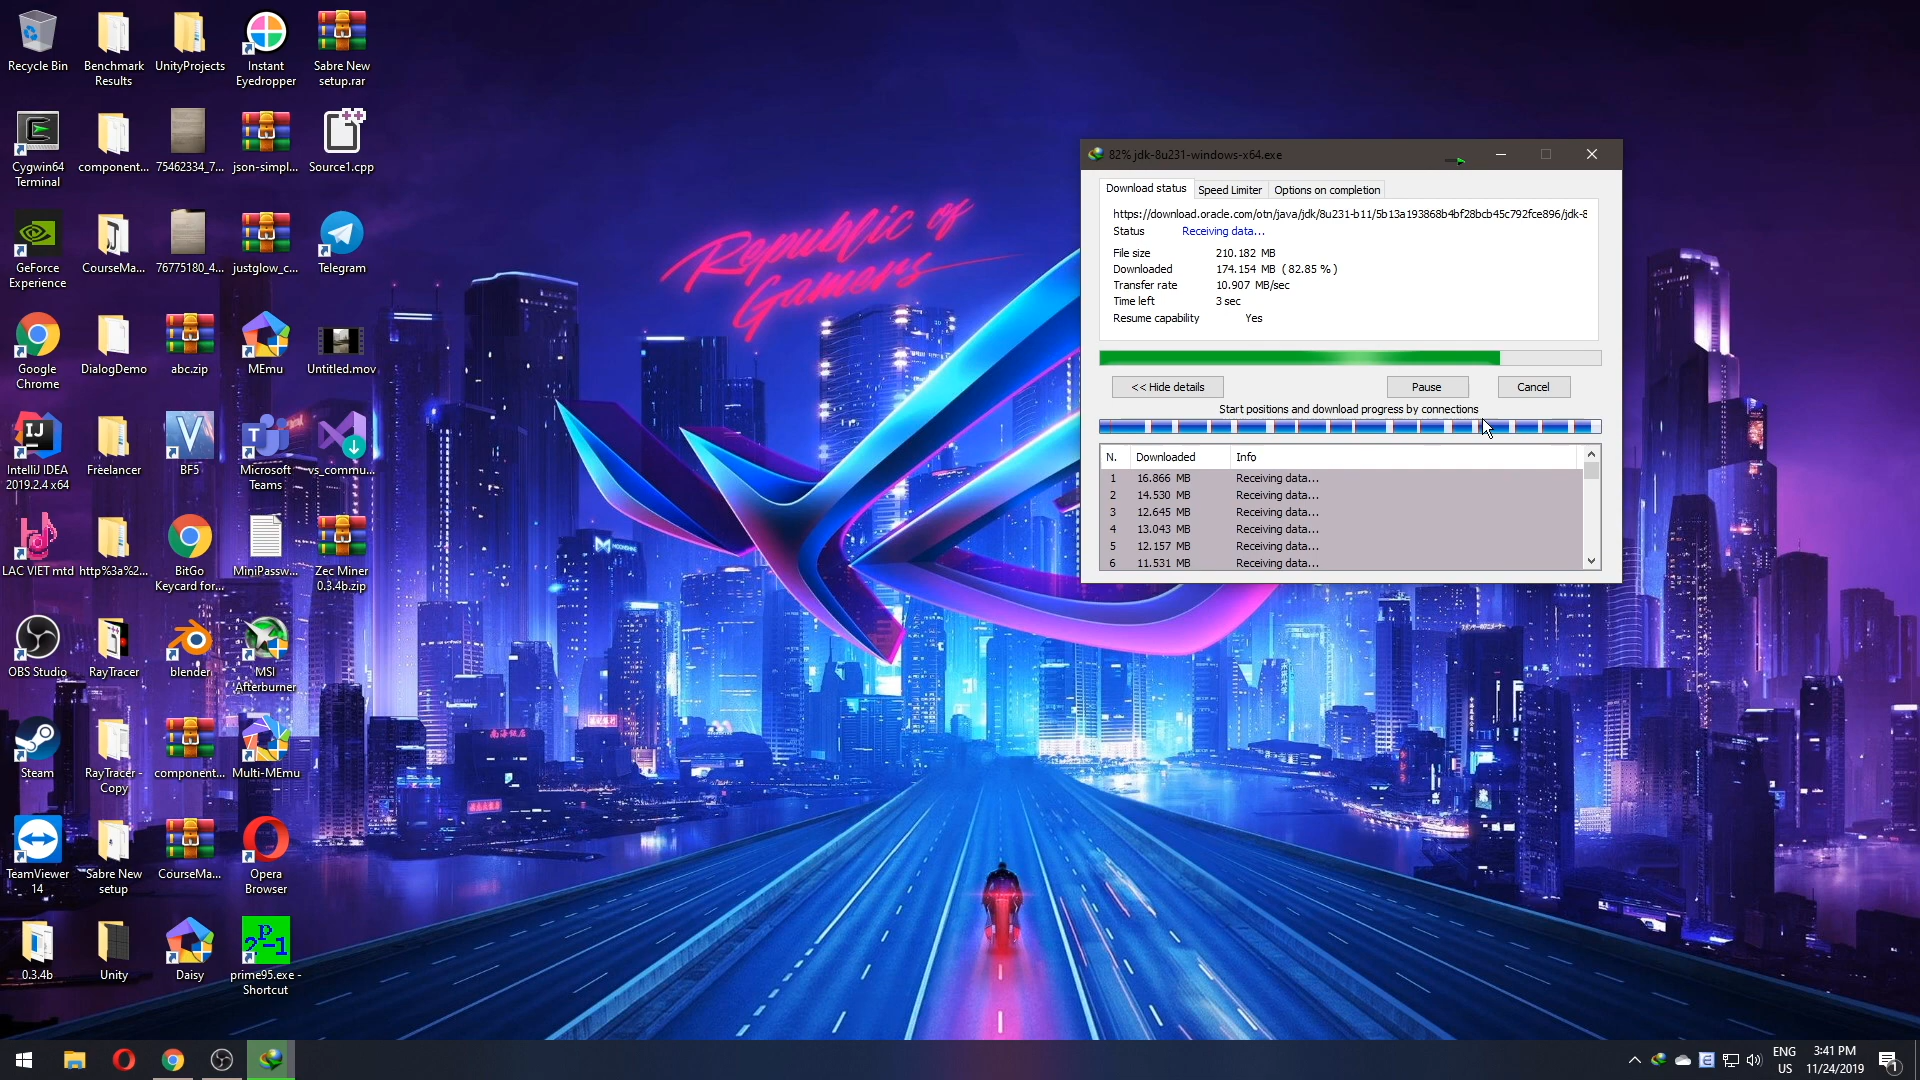 Recycle Bin
Benchmark
Results
UnityProjects
Instant
Eyedropper
Sabre New
setup.rar
Cygwin64
Terminal
component...
75462334_7...
json-simpl...
Source1.cpp
GeForce
Experience
CourseMa...
76775180_4...
justglow_c...
Telegram
Google
Chrome
DialogDemo
abc.zip
MEmu
Untitled.mov
IntelliJ IDEA
2019.2.4 x64
Freelancer
BF5
Microsoft
Teams
vs_commu...
LAC VIET mtd
http%3a%2...
BitGo
Keycard for...
MiniPassw...
Zec Miner
0.3.4b.zip
OBS Studio
RayTracer
blender
MSI
Afterburner
Steam
RayTracer -
Copy
component...
Multi-MEmu
TeamViewer
14
Sabre New
setup
CourseMa...
Opera
Browser
0.3.4b
Unity
Daisy
prime95.exe -
Shortcut
Republic of
Gamers
MOONSHINE
82% jdk-8u231-windows-x64.exe
Download status
Speed Limiter
Options on completion
https://download.oracle.com/otn/java/jdk/8u231-b11/5b13a193868b4bf28bcb45c792fce896/jdk-8
Status Receiving data...
File size 210.182 MB
Downloaded 174.154 MB ( 82.85 % )
Transfer rate 10.907 MB/sec
Time left 3 sec
Resume capability Yes
<< Hide details
Pause
Cancel
Start positions and download progress by connections
N. Downloaded Info
1 16.866 MB Receiving data...
2 14.530 MB Receiving data...
3 12.645 MB Receiving data...
4 13.043 MB Receiving data...
5 12.157 MB Receiving data...
6 11.531 MB Receiving data...
ENG
US
3:41 PM
11/24/2019
1